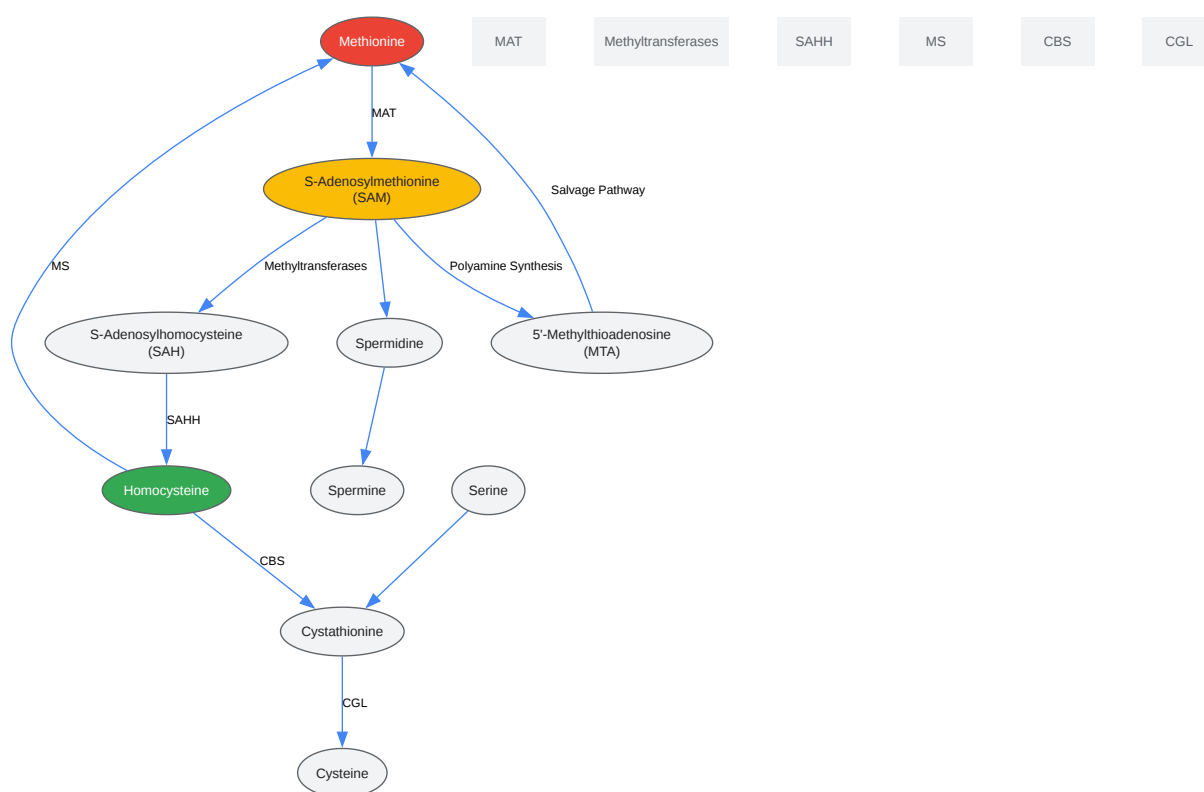 Methionine
MAT
Methyltransferases
SAHH
MS
CBS
CGL
MAT
S-Adenosylmethionine
(SAM)
Salvage Pathway
MS
Methyltransferases
Polyamine Synthesis
S-Adenosylhomocysteine
(SAH)
Spermidine
5'-Methylthioadenosine
(MTA)
SAHH
Homocysteine
Spermine
Serine
CBS
Cystathionine
CGL
Cysteine